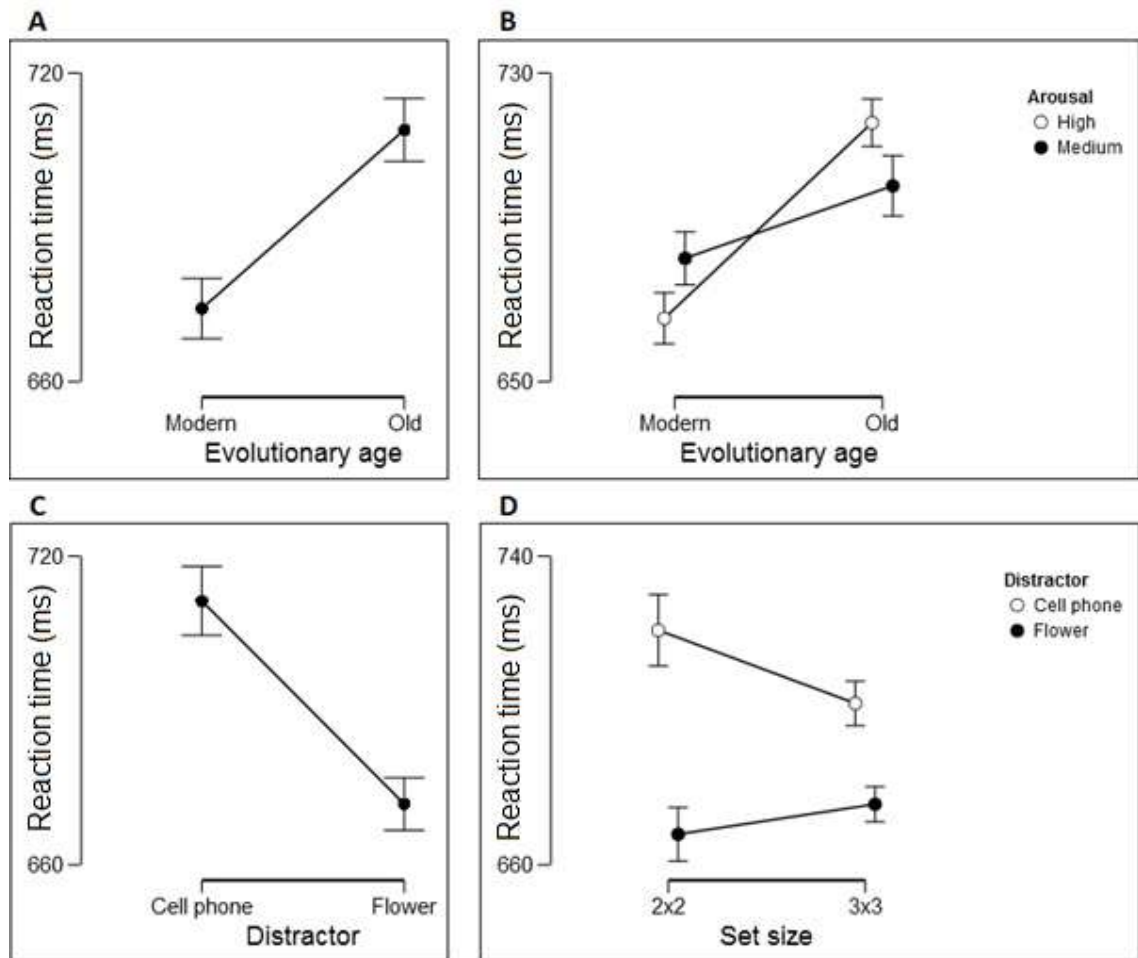 A
720
Reaction time (ms)
660
Modern Old
Evolutionary age
B
730
Reaction time (ms)
650
Modern Old
Evolutionary age
Arousal
High
Medium
C
720
Reaction time (ms)
660
Cell phone Flower
Distractor
D
740
Reaction time (ms)
660
2x2 3x3
Set size
Distractor
Cell phone
Flower